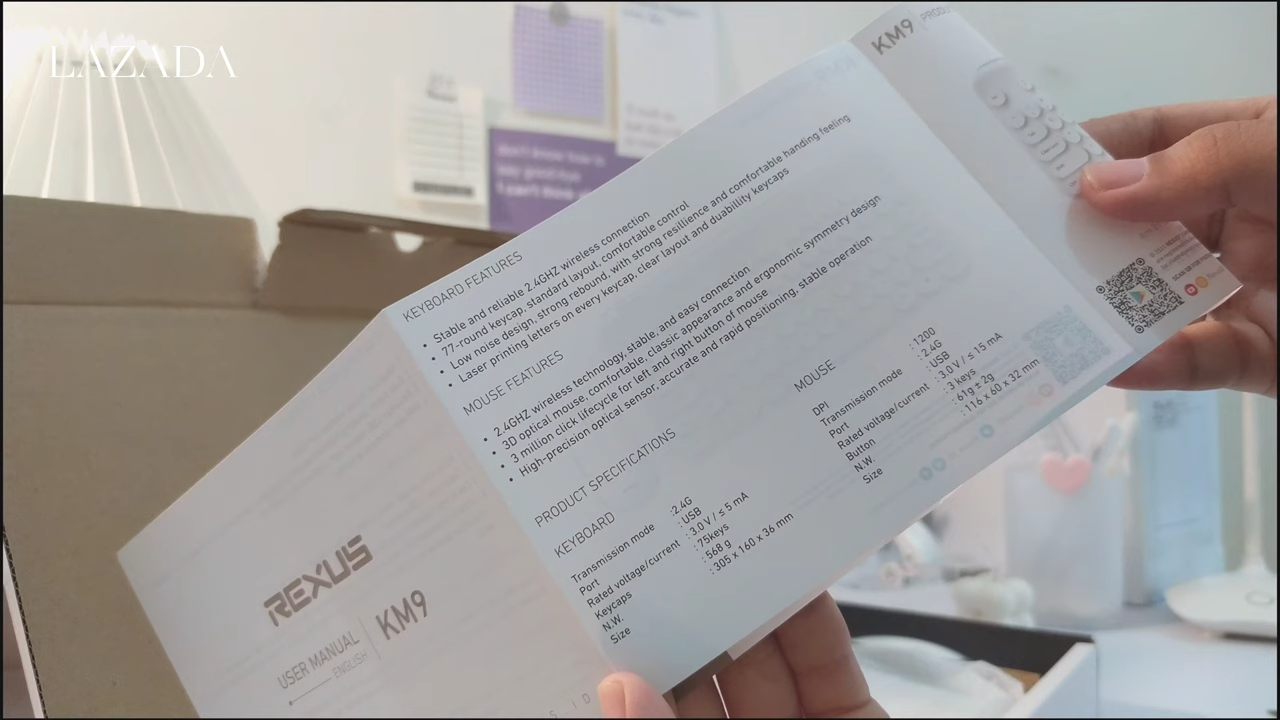 LAZADA
KM9
KEYBOARD FEATURES
• Stable and reliable 2.4GHZ wireless connection
• 77-round keycap, standard layout, comfortable control
• Low noise design, strong rebound, with strong resilience and comfortable handing feeling
• Laser printing letters on every keycap, clear layout and duabillity keycaps
MOUSE FEATURES
• 2.4GHZ wireless technology, stable, and easy connection
• 3D optical mouse, comfortable, classic appearance and ergonomic symmetry design
• 3 million click lifecycle for left and right button of mouse
• High-precision optical sensor, accurate and rapid positioning, stable operation
PRODUCT SPECIFICATIONS
KEYBOARD
Transmission mode : 2.4G
Port : USB
Rated voltage/current : 3.0 V / ≤ 5 mA
Keycaps : 75keys
N.W. : 568 g
Size : 305 x 160 x 36 mm
MOUSE
DPI : 1200
Transmission mode : 2.4G
Port : USB
Rated voltage/current : 3.0 V / ≤ 15 mA
Button : 3 keys
N.W. : 61g ± 2g
Size : 116 x 60 x 32 mm
REXUS
USER MANUAL
ENGLISH
KM9